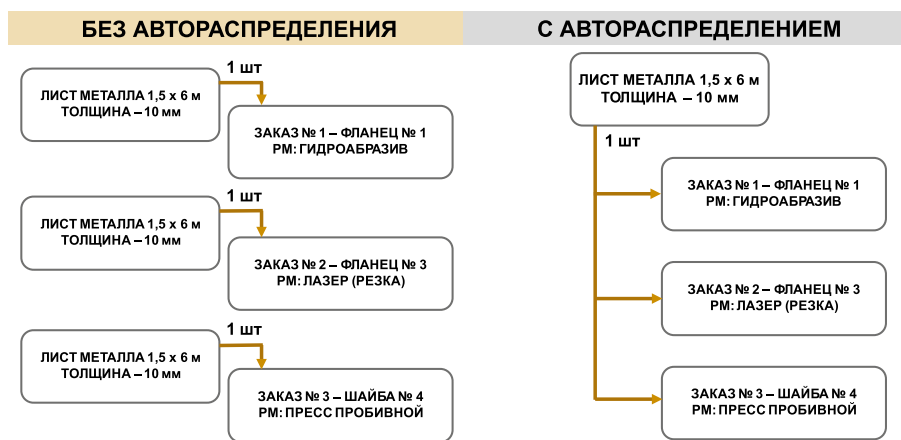 БЕЗ АВТОРАСПРЕДЕЛЕНИЯ
1 шт
ЛИСТ МЕТАЛЛА 1,5 х 6 м
ТОЛЩИНА – 10 мм
ЗАКАЗ № 1 – ФЛАНЕЦ № 1
РМ: ГИДРОАБРАЗИВ
1 шт
ЛИСТ МЕТАЛЛА 1,5 х 6 м
ТОЛЩИНА – 10 мм
ЗАКАЗ № 2 – ФЛАНЕЦ № 3
РМ: ЛАЗЕР (РЕЗКА)
1 шт
ЛИСТ МЕТАЛЛА 1,5 х 6 м
ТОЛЩИНА – 10 мм
ЗАКАЗ № 3 – ШАЙБА № 4
РМ: ПРЕСС ПРОБИВНОЙ
С АВТОРАСПРЕДЕЛЕНИЕМ
ЛИСТ МЕТАЛЛА 1,5 х 6 м
ТОЛЩИНА – 10 мм
1 шт
ЗАКАЗ № 1 – ФЛАНЕЦ № 1
РМ: ГИДРОАБРАЗИВ
ЗАКАЗ № 2 – ФЛАНЕЦ № 3
РМ: ЛАЗЕР (РЕЗКА)
ЗАКАЗ № 3 – ШАЙБА № 4
РМ: ПРЕСС ПРОБИВНОЙ